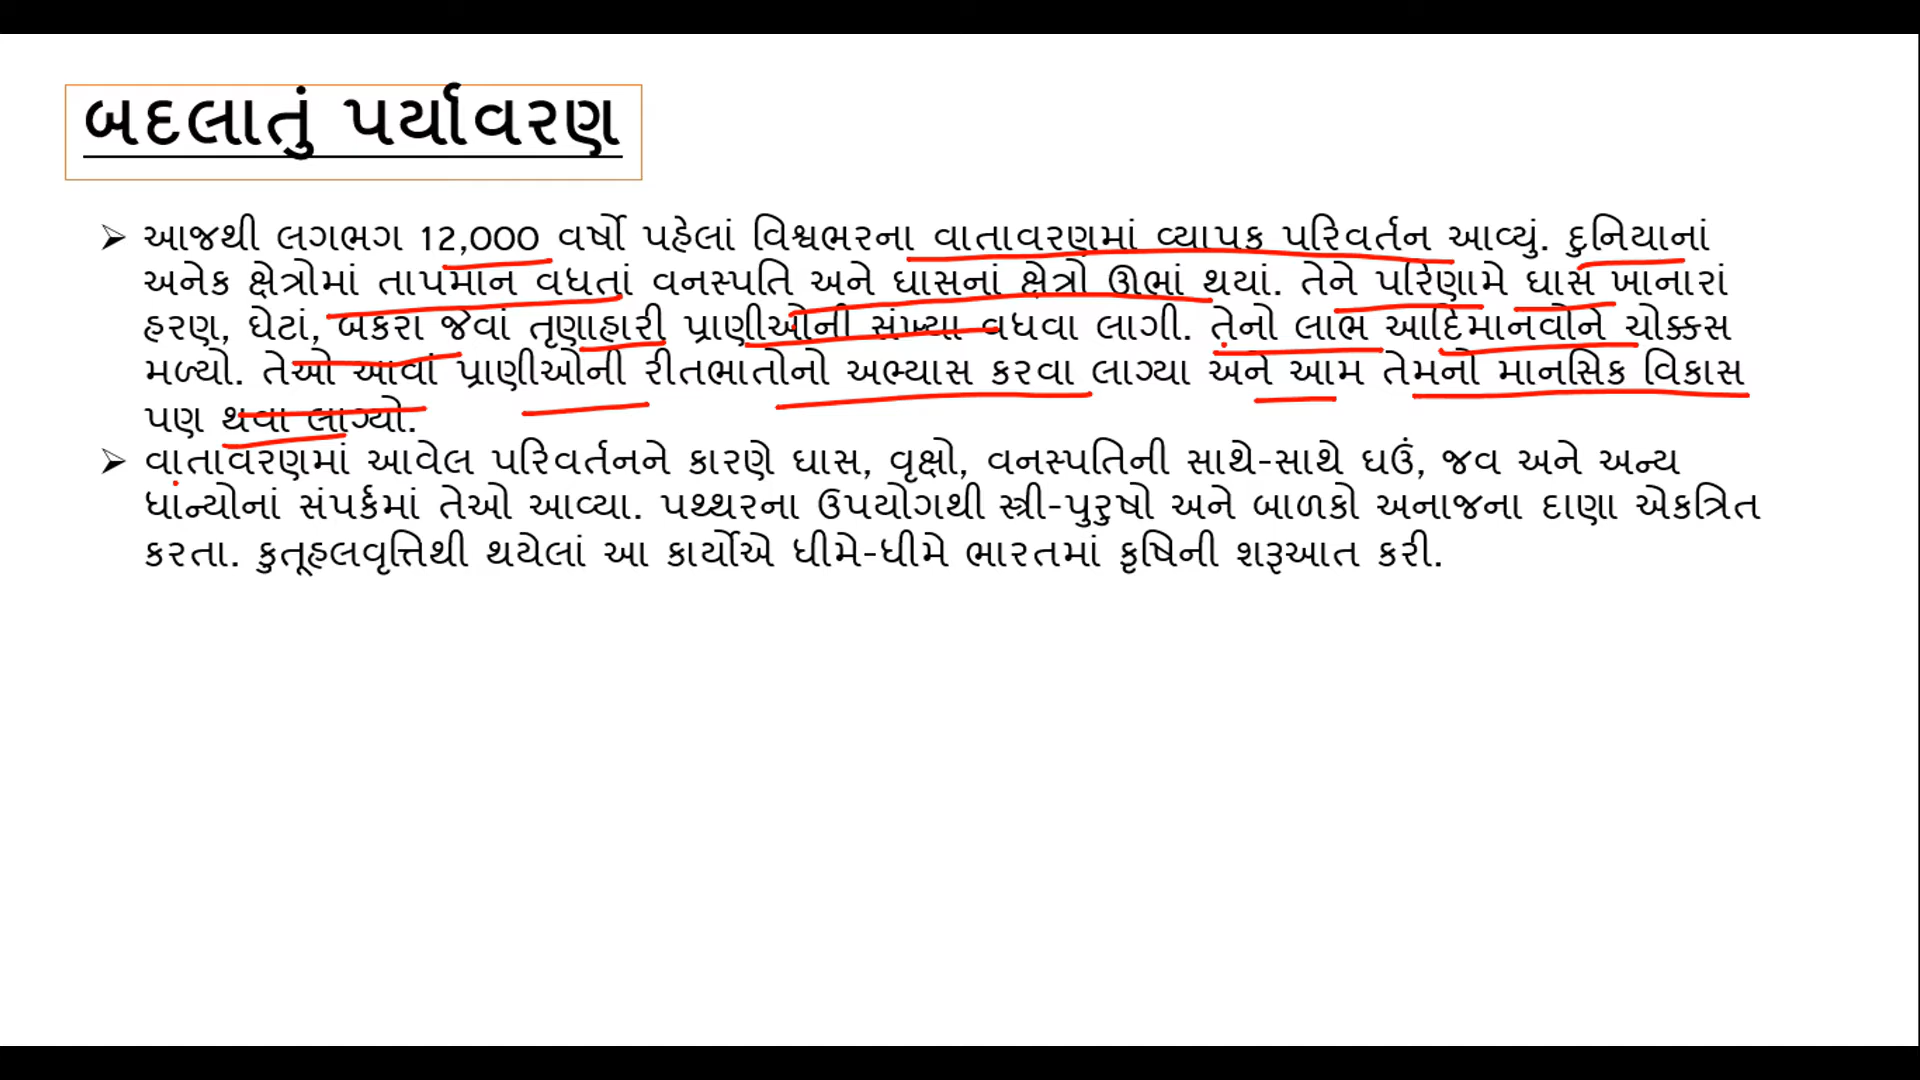 બદલાતું પર્યાવરણ
➢ આજથી લગભગ 12,000 વર્ષો પહેલાં વિશ્વભરના વાતાવરણમાં વ્યાપક પરિવર્તન આવ્યું. દુનિયાનાં
અનેક ક્ષેત્રોમાં તાપમાન વધતાં વનસ્પતિ અને ઘાસનાં ક્ષેત્રો ઊભાં થયાં. તેને પરિણામે ઘાસ ખાનારાં
હરણ, ઘેટાં, બકરા જેવાં તૃણાહારી પ્રાણીઓની સંખ્યા વધવા લાગી. તેનો લાભ આદિમાનવોને ચોક્કસ
મળ્યો. તેઓ આવાં પ્રાણીઓની રીતભાતોનો અભ્યાસ કરવા લાગ્યા અને આમ તેમનો માનસિક વિકાસ
પણ થવા લાગ્યો.
➢ વાતાવરણમાં આવેલ પરિવર્તનને કારણે ઘાસ, વૃક્ષો, વનસ્પતિની સાથે-સાથે ઘઉં, જવ અને અન્ય
ધાન્યોનાં સંપર્કમાં તેઓ આવ્યા. પથ્થરના ઉપયોગથી સ્ત્રી-પુરુષો અને બાળકો અનાજના દાણા એકત્રિત
કરતા. કુતૂહલવૃત્તિથી થયેલાં આ કાર્યોએ ધીમે-ધીમે ભારતમાં કૃષિની શરૂઆત કરી.